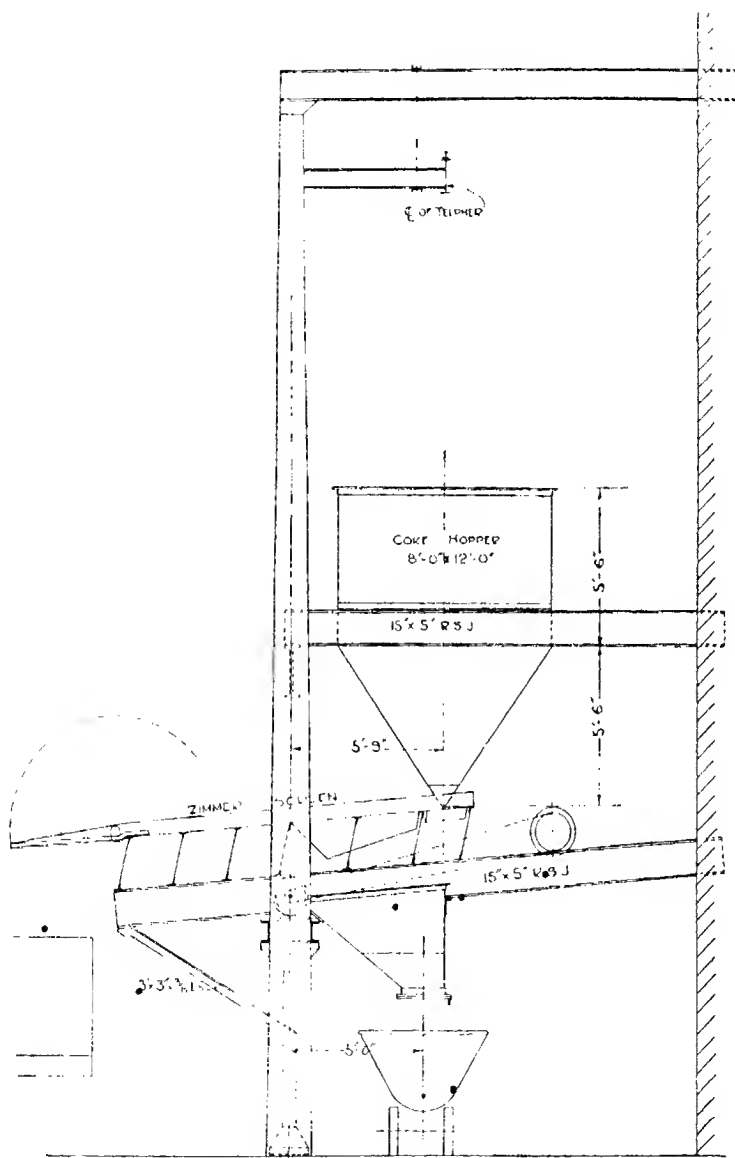 ℄ OF TELPHER
COKE HOPPER
8'-0" x 12'-0"
5'-6"
15" x 5" R S J
5'-6"
5'-9"
ZIMMER SCREEN
15" x 5" R S J
5'-0"